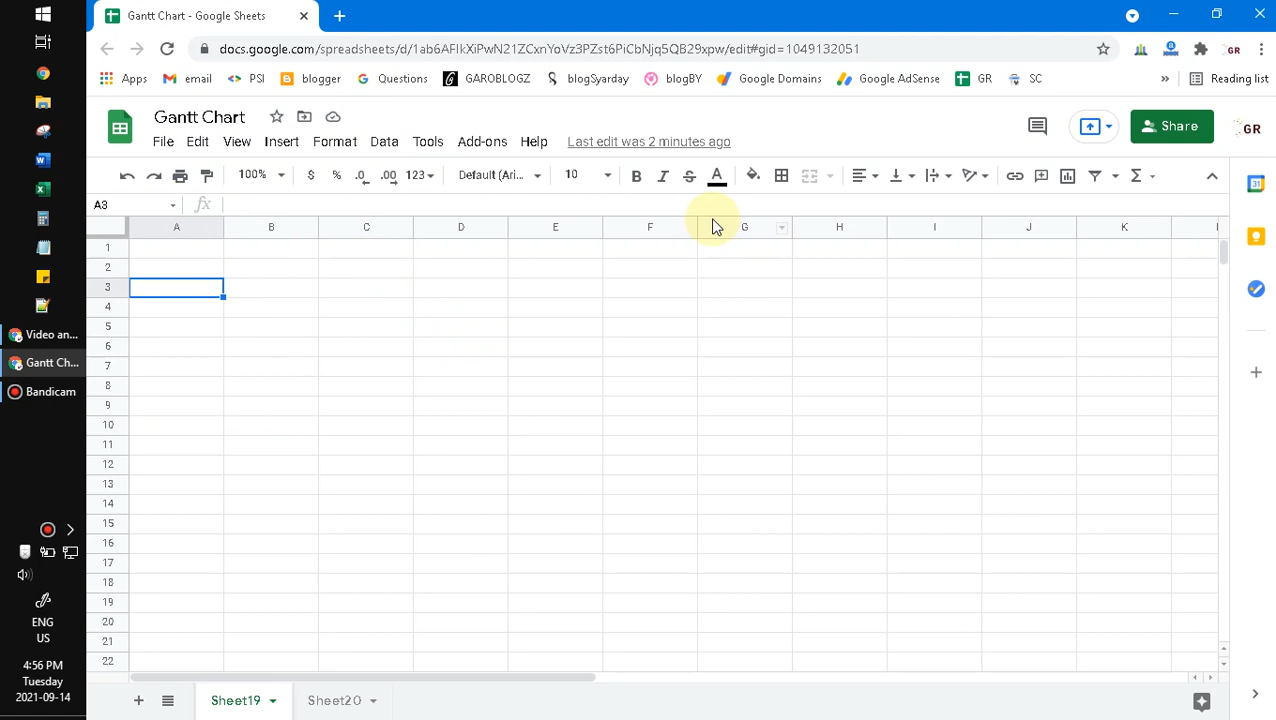 Gantt Chart - Google Sheets
docs.google.com/spreadsheets/d/1ab6AFIkXiPwN21ZCxnYoVz3PZst6PiCbNjq5QB29xpw/edit#gid=1049132051
GR
Apps
email
PSI
blogger
Questions
GAROBLOGZ
blogSyarday
blogBY
Google Domains
Google AdSense
GR
SC
»
Reading list
Gantt Chart
Share
GR
File Edit View Insert Format Data Tools Add-ons Help Last edit was 2 minutes ago
100% $ % .0 .00 123 Default (Ari... 10 B I S A Σ
A3 fx
A B C D E F G H I J K
1
2
3
4
5
6
7
8
9
10
11
12
13
14
15
16
17
18
19
20
21
22
Sheet19 Sheet20
Video an...
Gantt Ch...
Bandicam
ENG
US
4:56 PM
Tuesday
2021-09-14
31